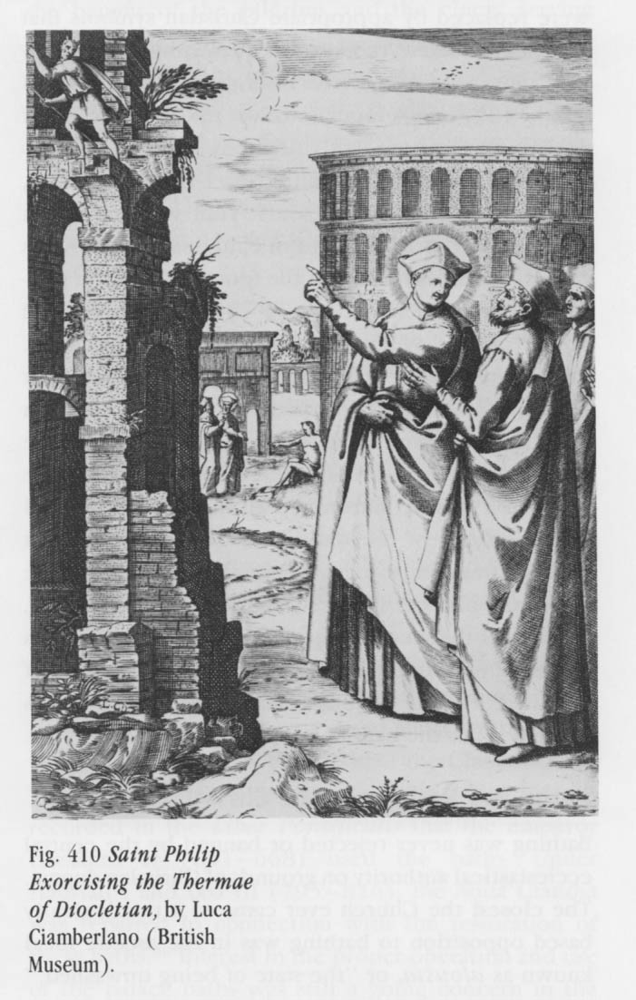 Fig. 410 Saint Philip
Exorcising the Thermae
of Diocletian, by Luca
Ciamberlano (British
Museum).